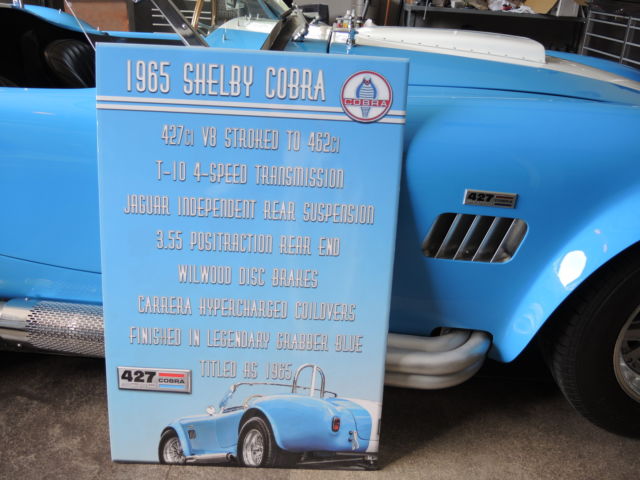 1965 SHELBY COBRA
COBRA
427CI V8 STROKED TO 462CI
T-10 4-SPEED TRANSMISSION
JAGUAR INDEPENDENT REAR SUSPENSION
3.55 POSITRACTION REAR END
WILWOOD DISC BRAKES
CARRERA HYPERCHARGED COILOVERS
FINISHED IN LEGENDARY GRABBER BLUE
TITLED AS 1965
427 COBRA
427